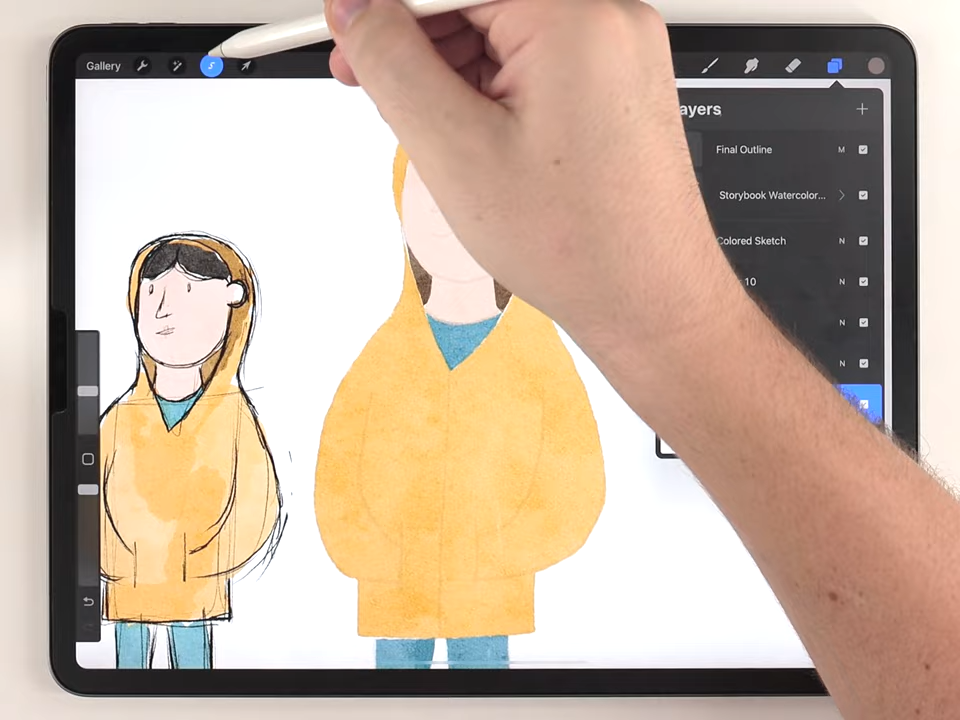 Gallery
ayers
Final Outline M
Storybook Watercolor...
Colored Sketch N
10 N
N
N